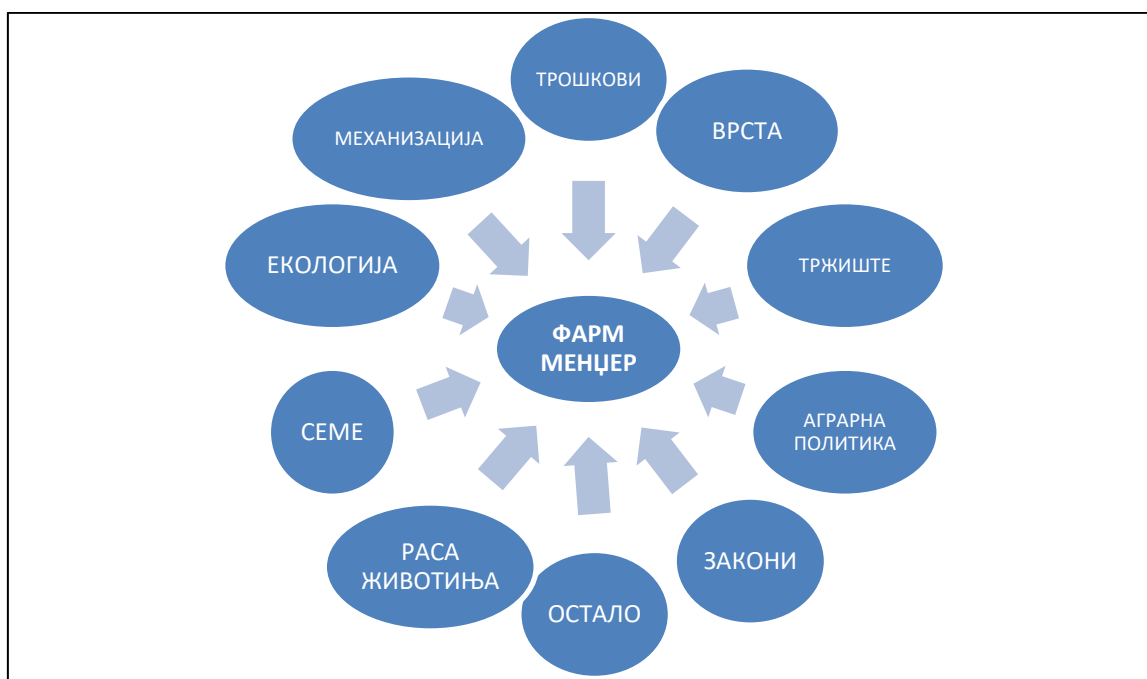 ТРОШКОВИ
ВРСТА
ТРЖИШТЕ
АГРАРНА
ПОЛИТИКА
ЗАКОНИ
ОСТАЛО
РАСА
ЖИВОТИЊА
СЕМЕ
ЕКОЛОГИЈА
МЕХАНИЗАЦИЈА
ФАРМ
МЕНЏЕР